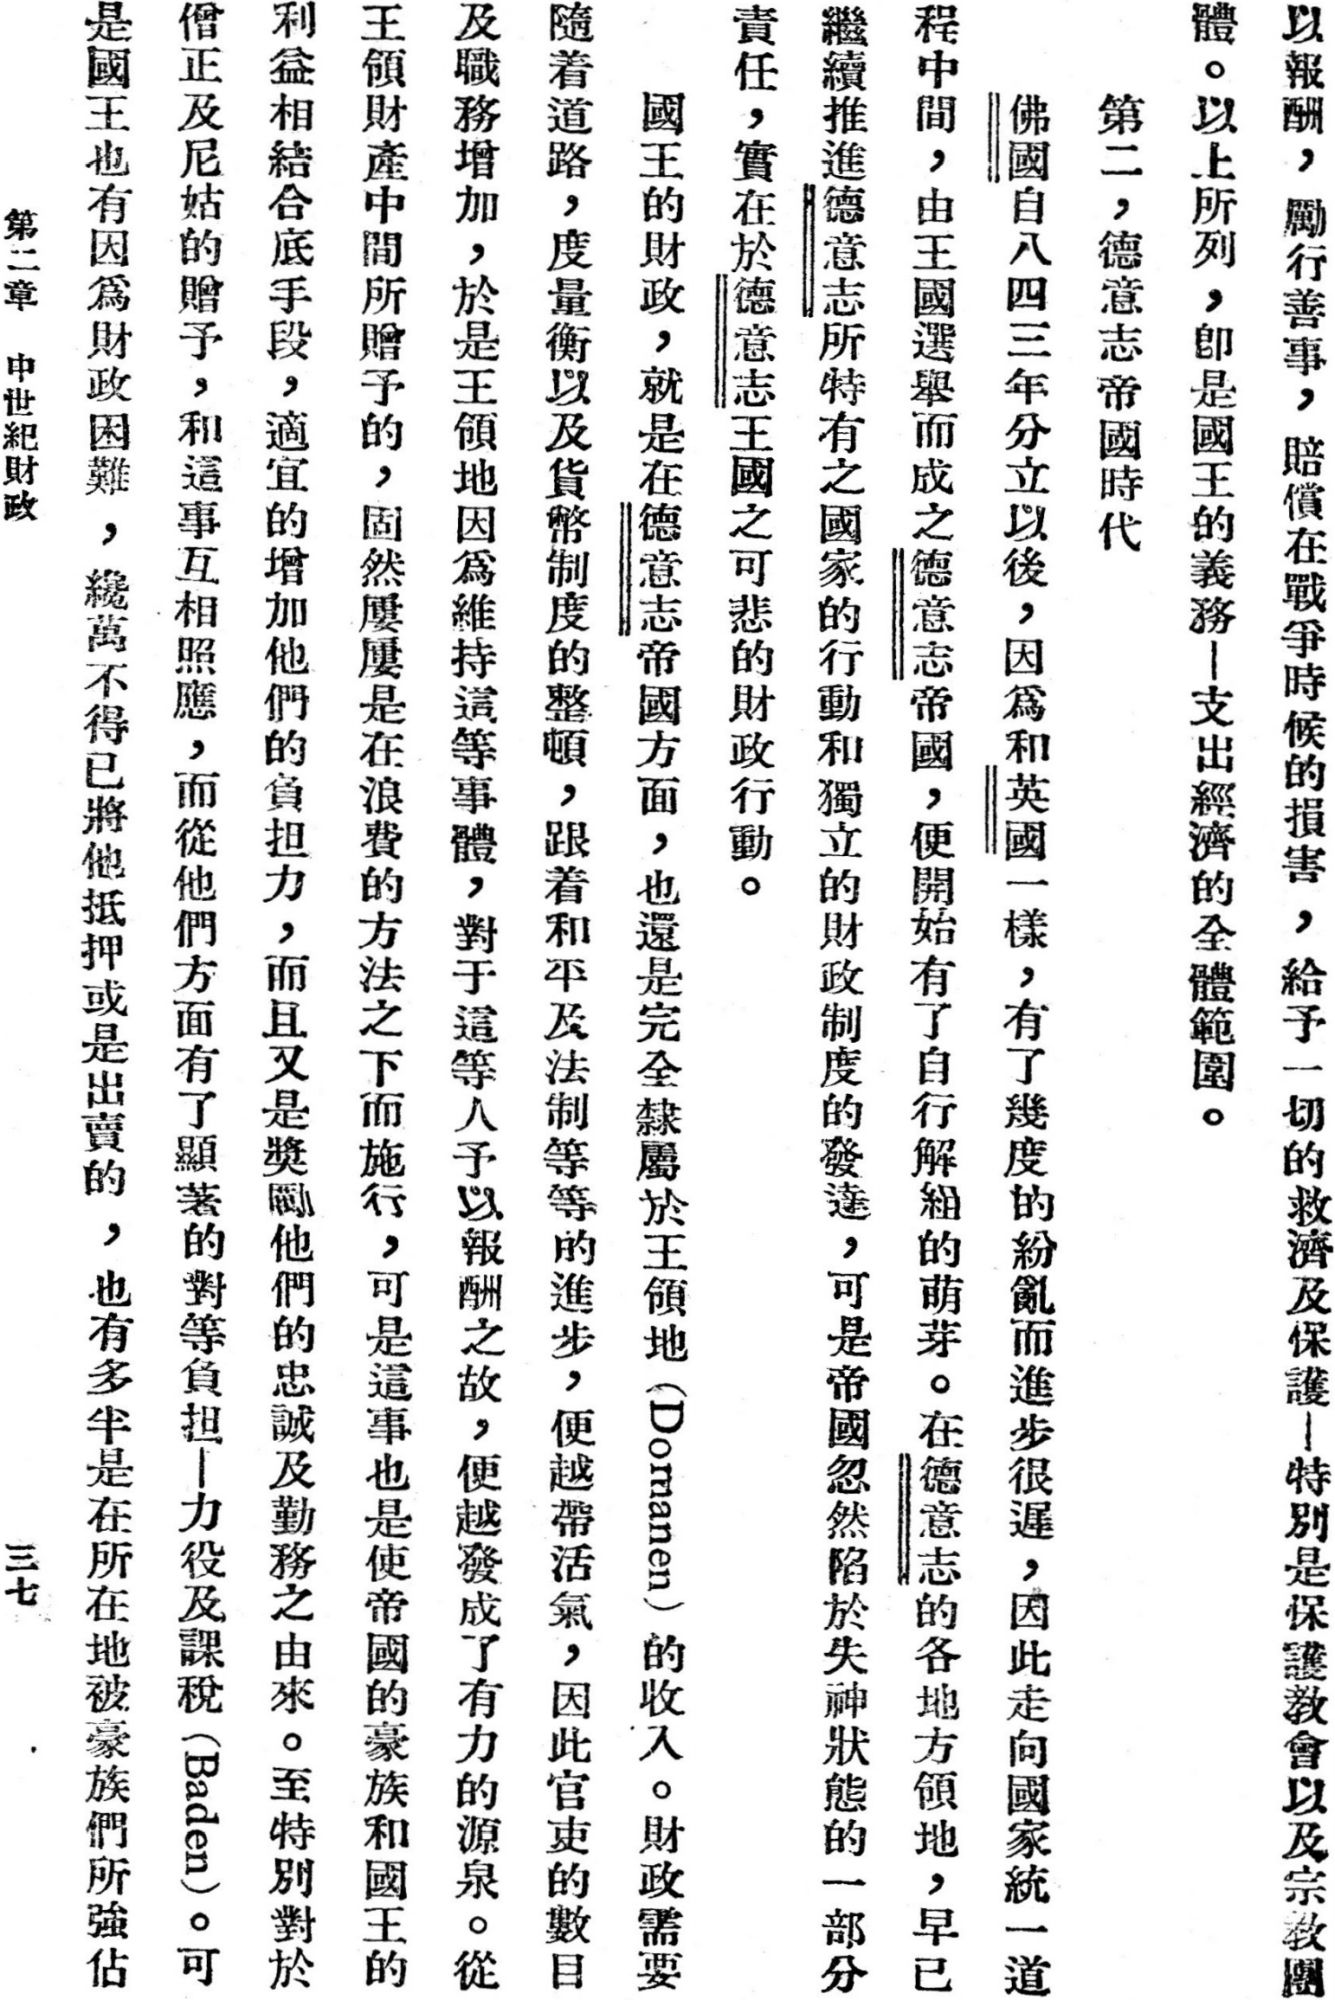 以報酬，勵行善事，賠償在戰爭時候的損害，給予一切的救濟及保護—特別是保護教會以及宗教團
體。以上所列，卽是國王的義務—支出經濟的全體範圍。
第二，德意志帝國時代
佛國自八四三年分立以後，因爲和英國一樣，有了幾度的紛亂而進步很遲，因此走向國家統一道
程中間，由王國選舉而成之德意志帝國，便開始有了自行解紐的萌芽。在德意志的各地方領地，早已
繼續推進德意志所特有之國家的行動和獨立的財政制度的發達，可是帝國忽然陷於失神狀態的一部分
責任，實在於德意志王國之可悲的財政行動。
國王的財政，就是在德意志帝國方面，也還是完全隸屬於王領地（Domanen）的收入。財政需要
隨着道路，度量衡以及貨幣制度的整頓，跟着和平及法制等等的進步，便越帶活氣，因此官吏的數目
及職務增加，於是王領地因爲維持這等事體，對于這等人予以報酬之故，便越發成了有力的源泉。從
王領財產中間所贈予的，固然屢屢是在浪費的方法之下而施行，可是這事也是使帝國的豪族和國王的
利益相結合底手段，適宜的增加他們的負担力，而且又是獎勵他們的忠誠及勤務之由來。至特別對於
僧正及尼姑的贈予，和這事互相照應，而從他們方面有了顯著的對等負担—力役及課稅（Baden）。可
是國王也有因爲財政困難，纔萬不得已將他抵押或是出賣的，也有多半是在所在地被豪族們所強佔
第二章　中世紀財政
三七